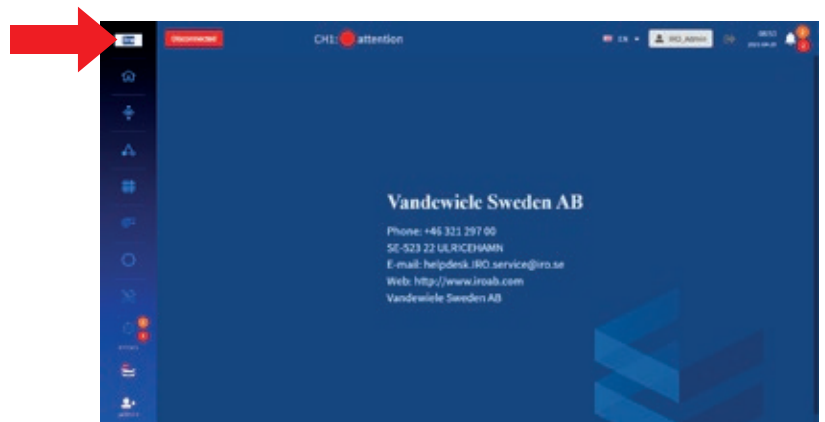 Disconnected
CH1: attention
EN
IRO_Admin
Vandewiele Sweden AB
Phone: +46 321 297 00
SE-523 22 ULRICEHAMN
E-mail: helpdesk.IRO.service@iro.se
Web: http://www.iroab.com
Vandewiele Sweden AB